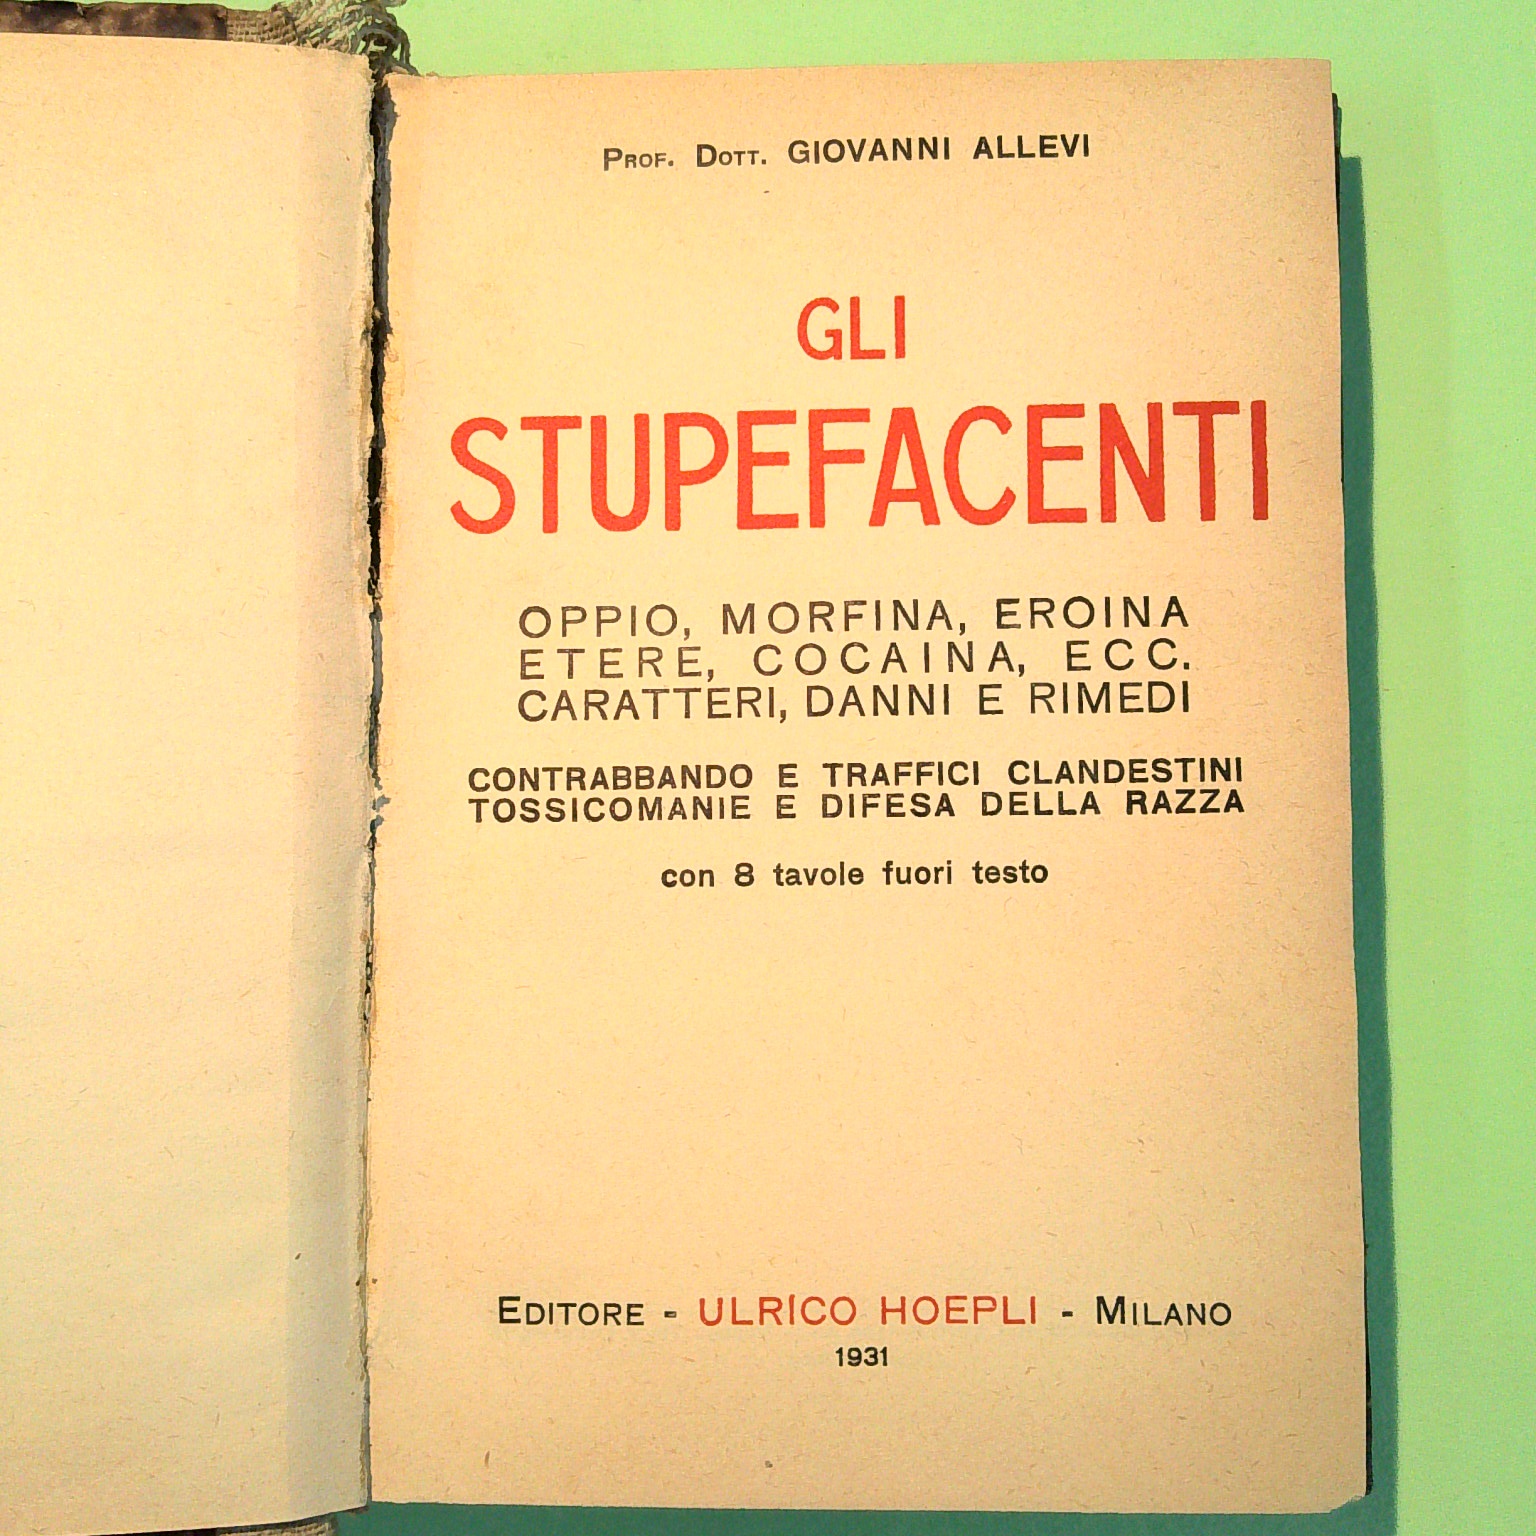 PROF. DOTT. GIOVANNI ALLEVI
GLI
STUPEFACENTI
OPPIO, MORFINA, EROINA
ETERE, COCAINA, ECC.
CARATTERI, DANNI E RIMEDI
CONTRABBANDO E TRAFFICI CLANDESTINI
TOSSICOMANIE E DIFESA DELLA RAZZA
con 8 tavole fuori testo
EDITORE - ULRICO HOEPLI - MILANO
1931